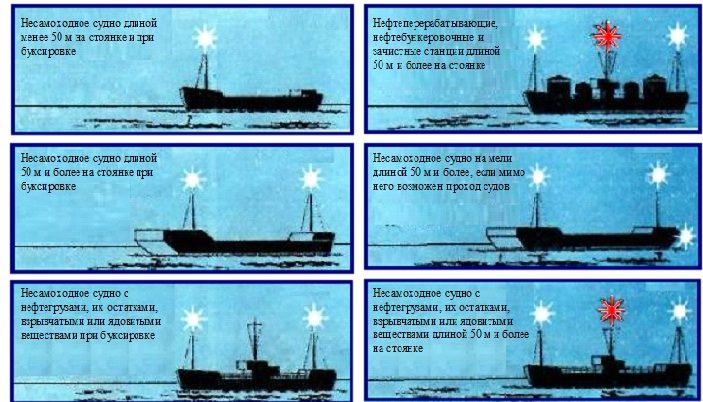 Несамоходное судно длиной
менее 50 м на стоянке и при
буксировке
Нефтеперерабатывающие,
нефтебункеровочные и
зачистные станции длиной
50 м и более на стоянке
Несамоходное судно длиной
50 м и более на стоянке при
буксировке
Несамоходное судно на мели
длиной 50 м и более, если мимо
него возможен проход судов
Несамоходное судно с
нефтегрузами, их остатками,
взрывчатыми или ядовитыми
веществами при буксировке
Несамоходное судно с
нефтегрузами, их остатками,
взрывчатыми или ядовитыми
веществами длиной 50 м и более
на стоянке